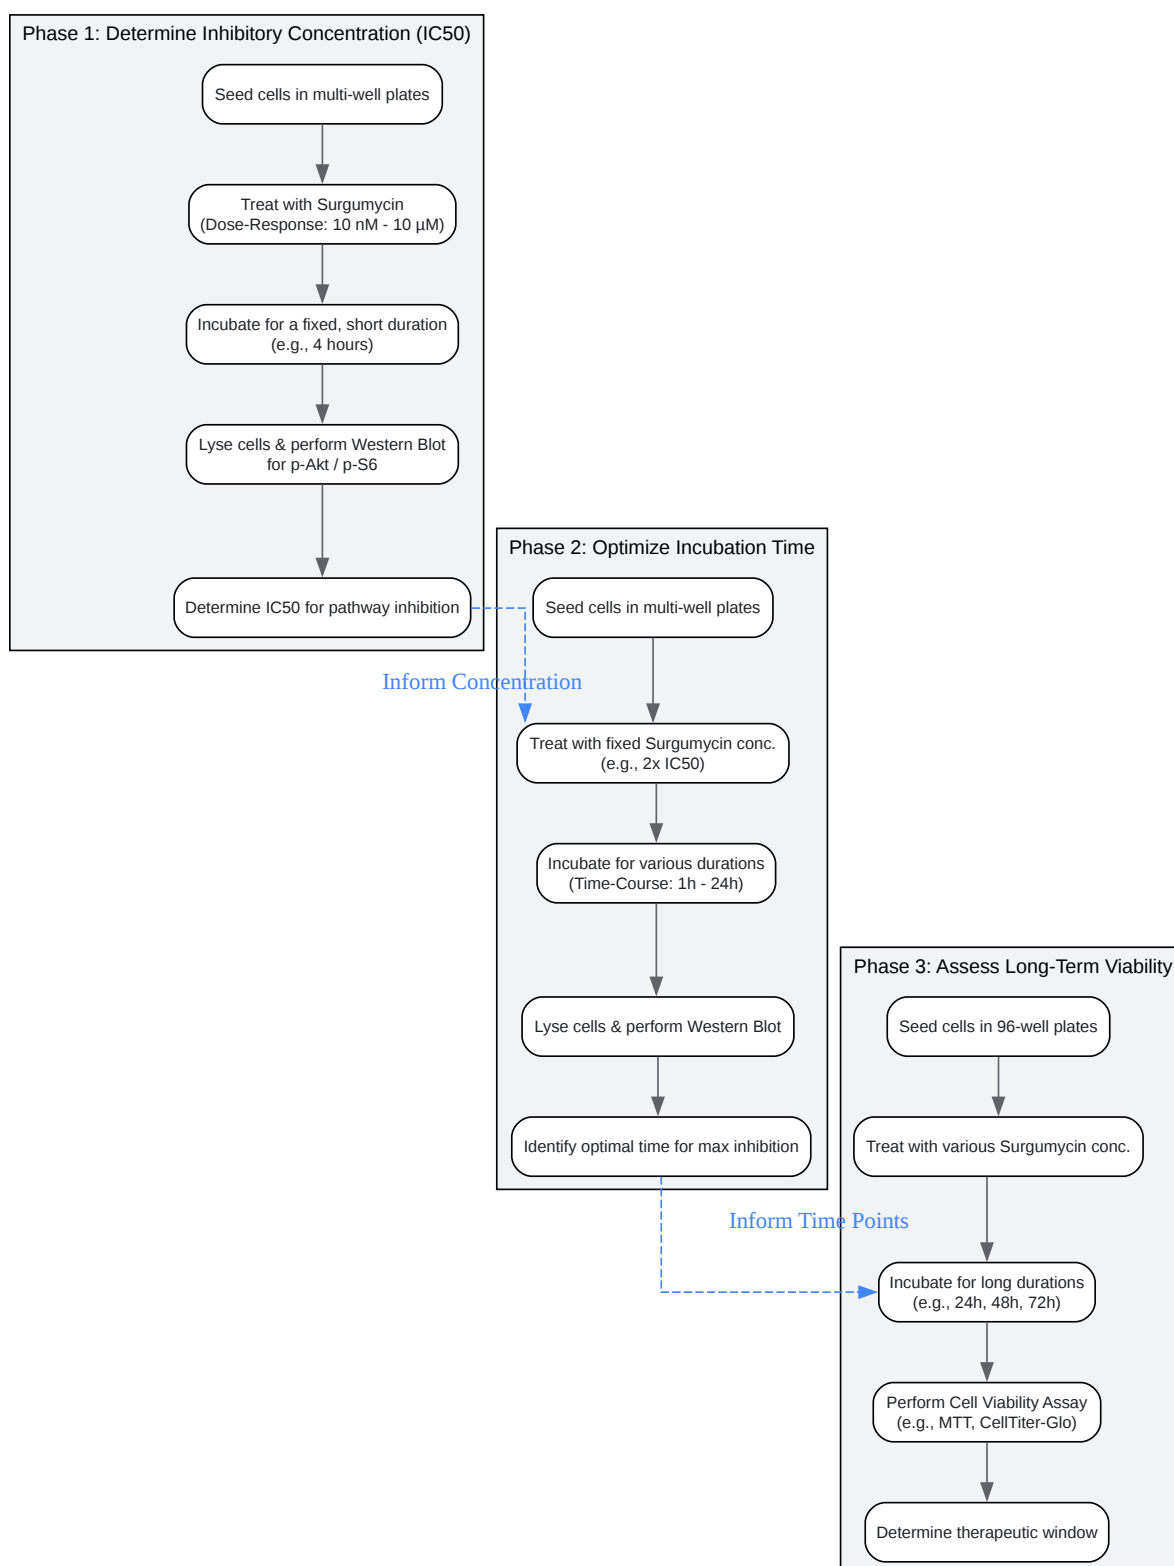 Phase 1: Determine Inhibitory Concentration (IC50)
Seed cells in multi-well plates
Treat with Surgumycin
(Dose-Response: 10 nM - 10 µM)
Incubate for a fixed, short duration
(e.g., 4 hours)
Lyse cells & perform Western Blot
for p-Akt / p-S6
Determine IC50 for pathway inhibition
Inform Concentration
Phase 2: Optimize Incubation Time
Seed cells in multi-well plates
Treat with fixed Surgumycin conc.
(e.g., 2x IC50)
Incubate for various durations
(Time-Course: 1h - 24h)
Lyse cells & perform Western Blot
Identify optimal time for max inhibition
Inform Time Points
Phase 3: Assess Long-Term Viability
Seed cells in 96-well plates
Treat with various Surgumycin conc.
Incubate for long durations
(e.g., 24h, 48h, 72h)
Perform Cell Viability Assay
(e.g., MTT, CellTiter-Glo)
Determine therapeutic window